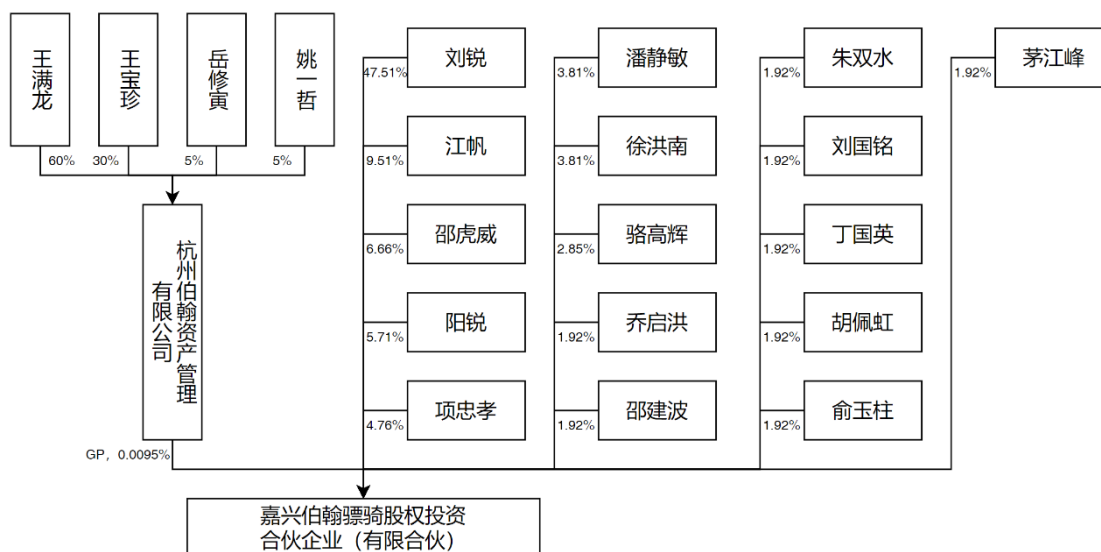 王满龙
王宝珍
岳修寅
姚一哲
60%
30%
5%
5%
杭州伯翰资产管理
有限公司
GP，0.0095%
刘锐
47.51%
江帆
9.51%
邵虎威
6.66%
阳锐
5.71%
项忠孝
4.76%
潘静敏
3.81%
徐洪南
3.81%
骆高辉
2.85%
乔启洪
1.92%
邵建波
1.92%
朱双水
1.92%
刘国铭
1.92%
丁国英
1.92%
胡佩虹
1.92%
俞玉柱
1.92%
茅江峰
1.92%
嘉兴伯翰骠骑股权投资
合伙企业（有限合伙）